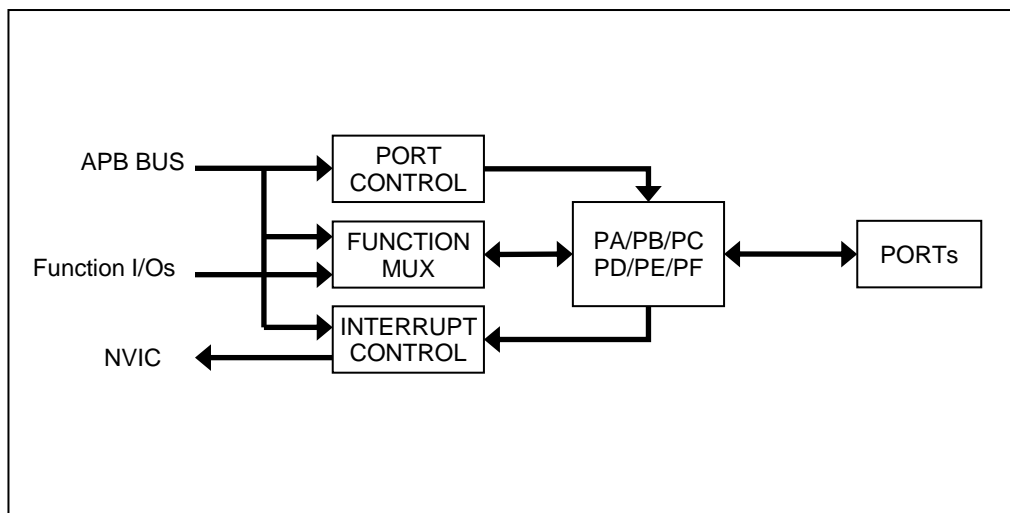 APB BUS
PORT
CONTROL
Function I/Os
FUNCTION
MUX
PA/PB/PC
PD/PE/PF
PORTs
NVIC
INTERRUPT
CONTROL